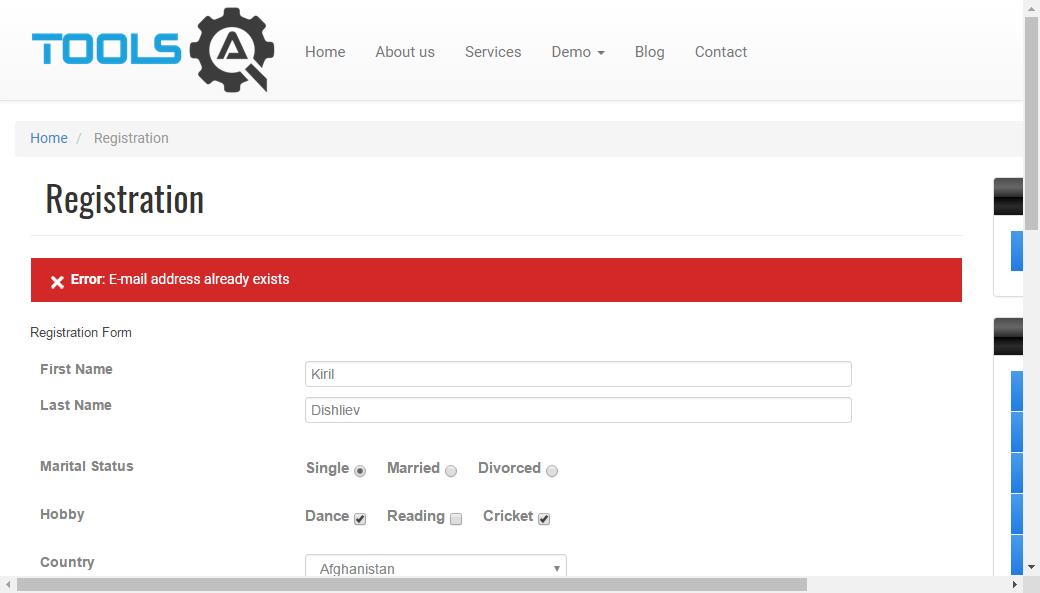 TOOLS
Home About us Services Demo Blog Contact
Home / Registration
Registration
Error: E-mail address already exists
Registration Form
First Name Kiril
Last Name Dishliev
Marital Status Single Married Divorced
Hobby Dance Reading Cricket
Country Afghanistan